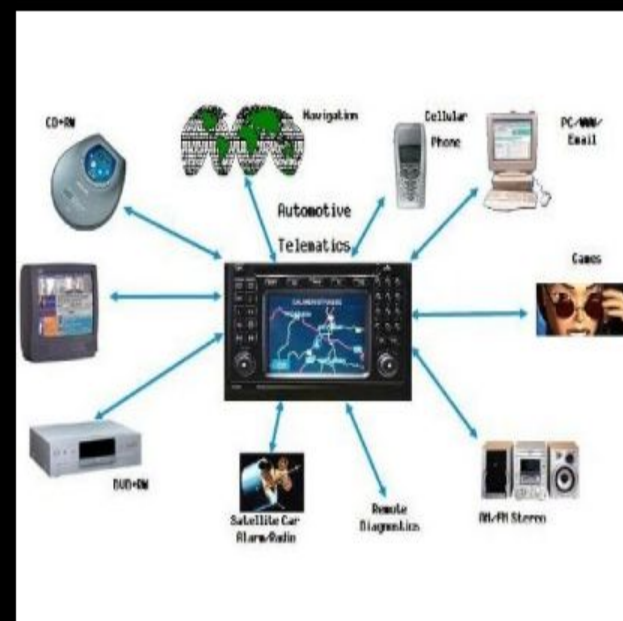 CD+RW
Navigation
Cellular
Phone
PC/WWW/
Email
Automotive
Telematics
Games
DVD+RW
Satellite Car
Alarm/Radio
Remote
Diagnostics
AM/FM Stereo